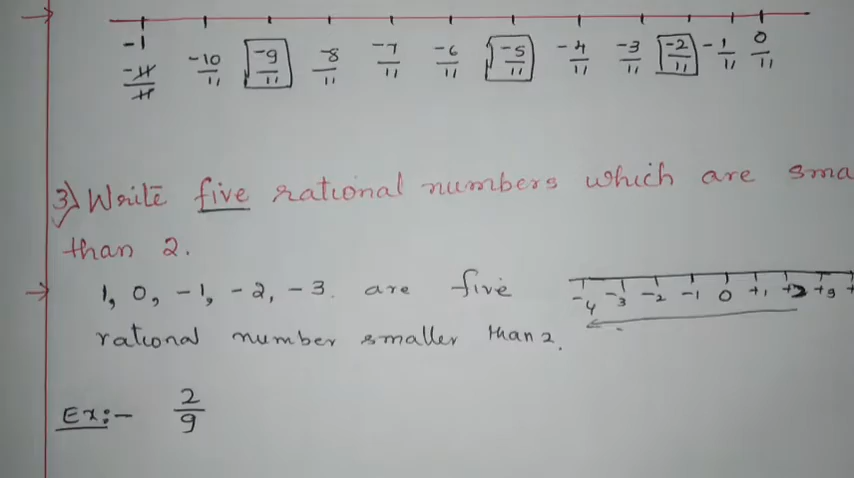 -1 -10/11 -9/11 -8/11 -7/11 -6/11 -5/11 -4/11 -3/11 -2/11 -1/11 0/11
-11/11
3) Write five rational numbers which are sma
than 2.
1, 0, -1, -2, -3. are five
-4 -3 -2 -1 0 +1 +2 +3 +
rational number smaller than 2.
Ex:- 2/9